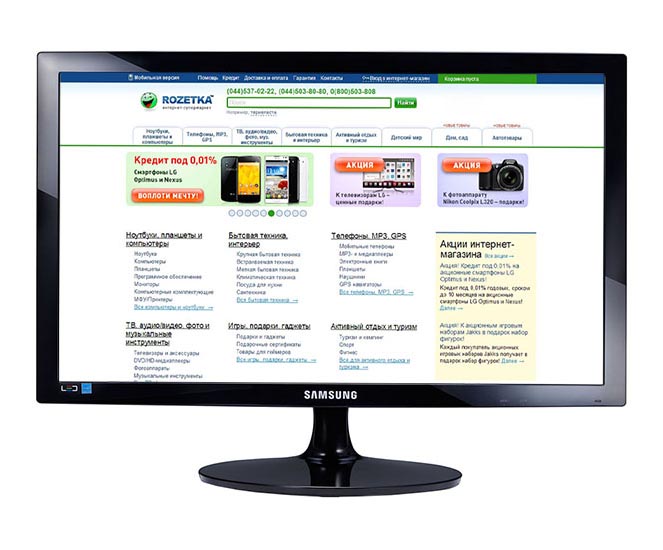 Мобильная версия Помощь Кредит Доставка и оплата Гарантия Контакты Вход в интернет-магазин Корзина пуста
(044)537-02-22, (044)503-80-80, 0(800)503-808
ROZETKA
интернет-супермаркет
Поиск Найти
Например, термопаста
новые товары новые товары
Ноутбуки, планшеты и компьютеры
Телефоны, MP3, GPS
ТВ, аудио/видео, фото, муз. инструменты
Бытовая техника и интерьер
Активный отдых и туризм
Детский мир
Дом, сад
Автотовары
Кредит под 0,01%
Смартфоны LG
Optimus и Nexus
ВОПЛОТИ МЕЧТУ!
АКЦИЯ
К телевизорам LG –
ценные подарки!
АКЦИЯ
К фотоаппарату
Nikon Coolpix L320 – подарки!
Ноутбуки, планшеты и
компьютеры
Ноутбуки
Компьютеры
Планшеты
Программное обеспечение
Мониторы
Компьютерные комплектующие
МФУ/Принтеры
Все компьютеры и ноутбуки →
Бытовая техника,
интерьер
Крупная бытовая техника
Встраиваемая техника
Мелкая бытовая техника
Климатическая техника
Посуда для кухни
Сантехника
Вся бытовая техника →
Телефоны, MP3, GPS
Мобильные телефоны
MP3- и медиаплееры
Электронные книги
Планшеты
Наушники
GPS навигаторы
Все телефоны, MP3, GPS →
Акции интернет-
магазина Все акции →
Акция! Кредит под 0,01% на
акционные смартфоны LG
Optimus и Nexus!
Кредит под 0,01% годовых, сроком
до 10 месяцев на акционные
смартфоны LG Optimus и Nexus!
Далее →
Акция! К акционным игровым
наборам Jakks в подарок набор
фигурок!
Каждый покупатель акционных
игровых наборов Jakks получает в
подарок набор фигурок! Далее →
ТВ, аудио/видео, фото и
музыкальные
инструменты
Телевизоры и аксессуары
DVD/HD-медиаплееры
Фотоаппараты
Музыкальные инструменты
Игры, подарки, гаджеты
Подарки и гаджеты
Подарочные сертификаты
Товары для геймеров
Все игры, подарки, гаджеты →
Активный отдых и туризм
Туризм и кемпинг
Спорт
Фитнес
Все для активного отдыха и
туризма →
SAMSUNG